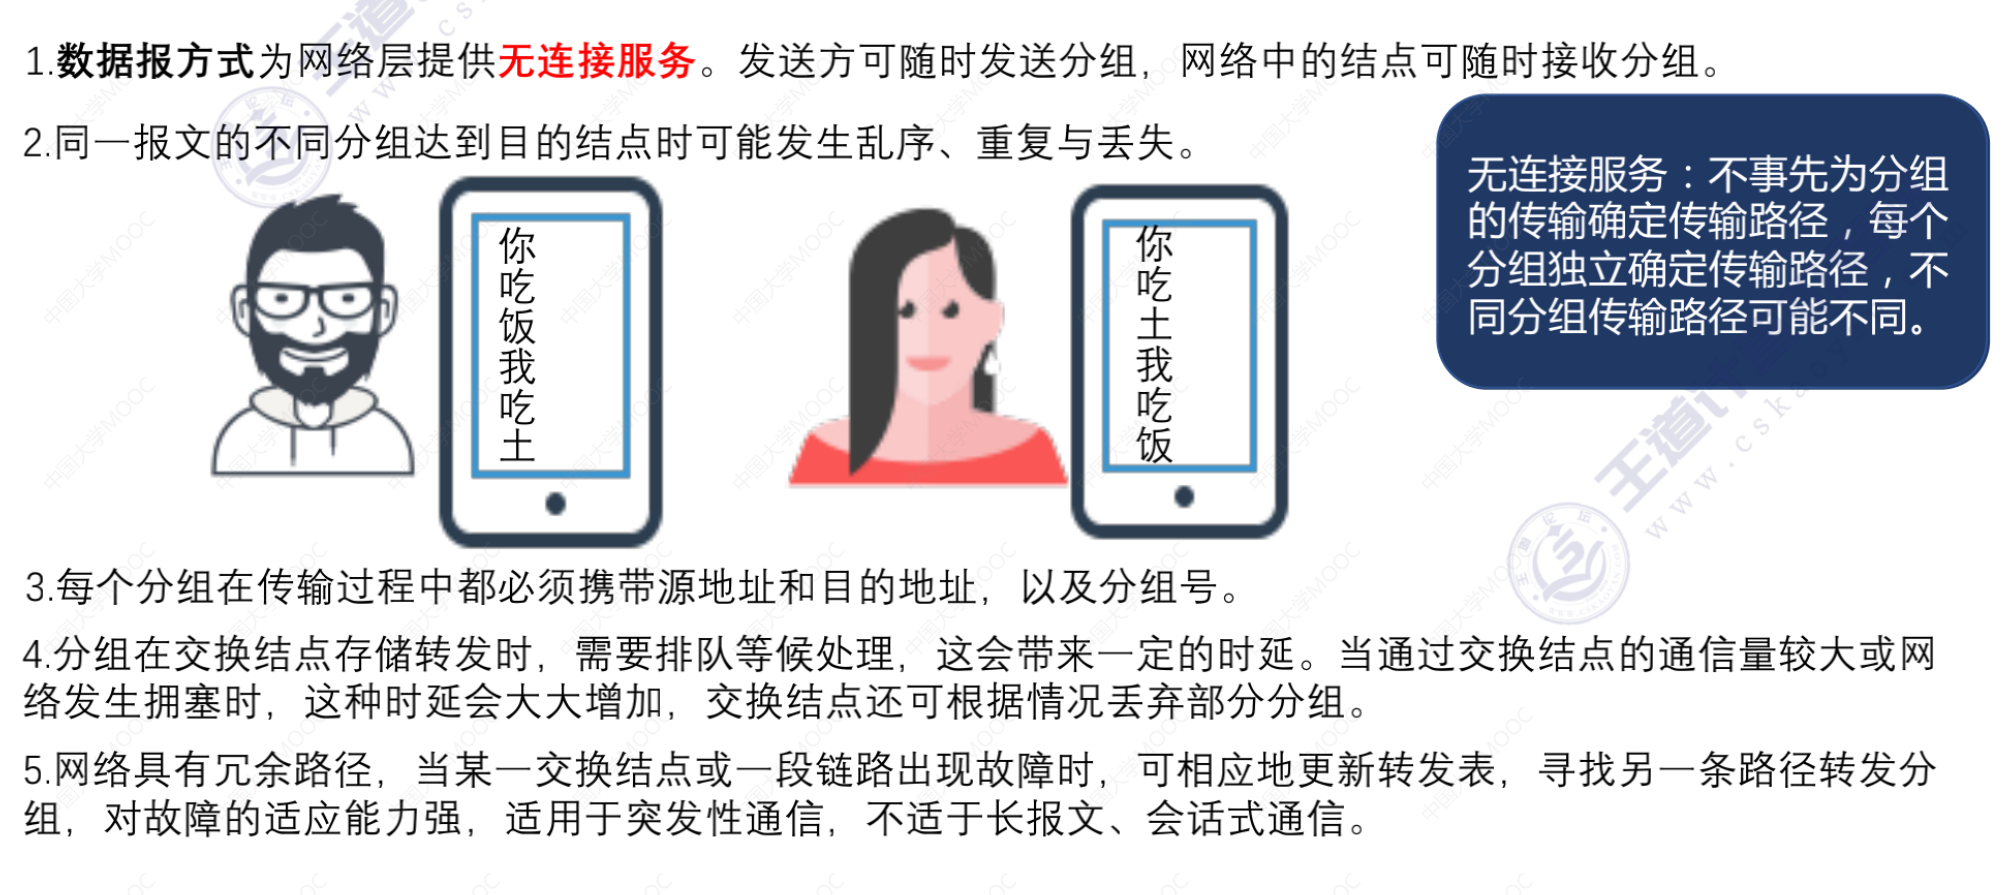 1.数据报方式为网络层提供无连接服务。发送方可随时发送分组，网络中的结点可随时接收分组。
2.同一报文的不同分组达到目的结点时可能发生乱序、重复与丢失。
无连接服务：不事先为分组
的传输确定传输路径，每个
分组独立确定传输路径，不
同分组传输路径可能不同。
你
吃
饭
我
吃
土
你
吃
土
我
吃
饭
3.每个分组在传输过程中都必须携带源地址和目的地址，以及分组号。
4.分组在交换结点存储转发时，需要排队等候处理，这会带来一定的时延。当通过交换结点的通信量较大或网
络发生拥塞时，这种时延会大大增加，交换结点还可根据情况丢弃部分分组。
5.网络具有冗余路径，当某一交换结点或一段链路出现故障时，可相应地更新转发表，寻找另一条路径转发分
组，对故障的适应能力强，适用于突发性通信，不适于长报文、会话式通信。
中国大学MOOC